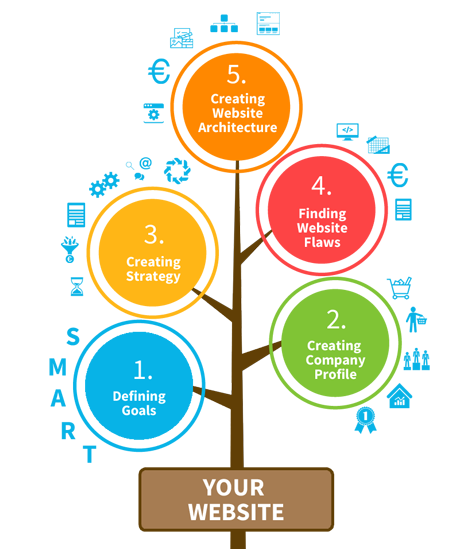 5.
Creating
Website
Architecture
4.
Finding
Website
Flaws
3.
Creating
Strategy
2.
Creating
Company
Profile
1.
Defining
Goals
S
M
A
R
T
YOUR
WEBSITE
€
€
@
</>
1